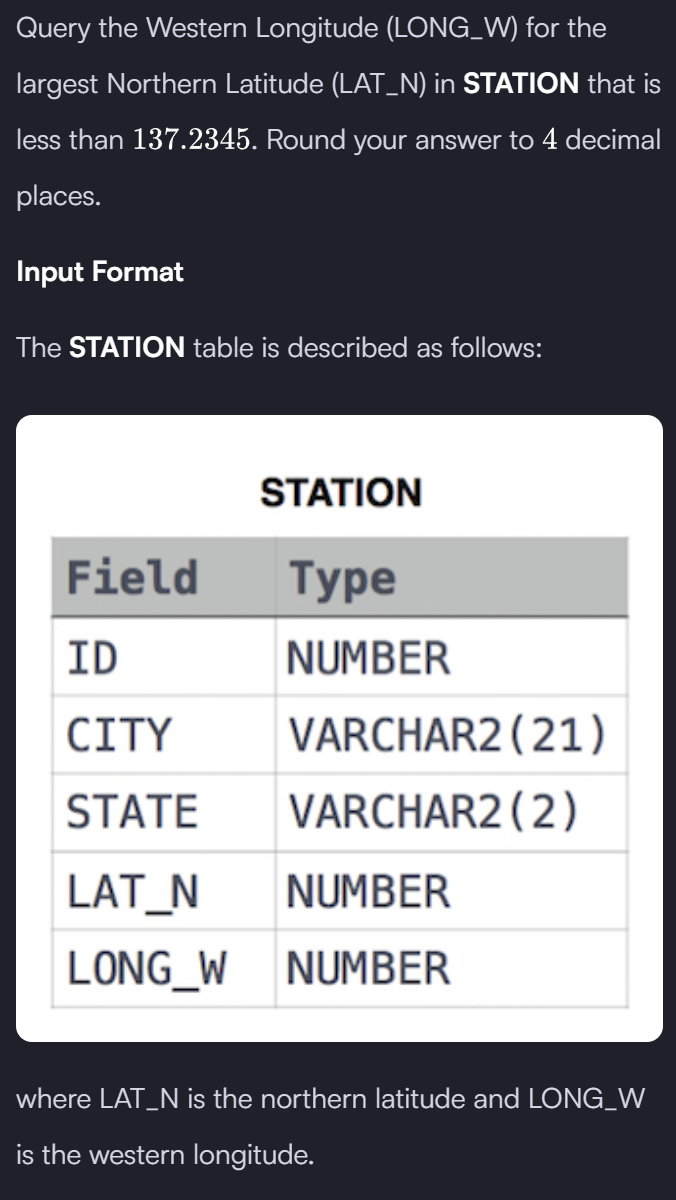 Query the Western Longitude (LONG_W) for the
largest Northern Latitude (LAT_N) in STATION that is
less than 137.2345. Round your answer to 4 decimal
places.
Input Format
The STATION table is described as follows:
STATION
Field Type
ID NUMBER
CITY VARCHAR2(21)
STATE VARCHAR2(2)
LAT_N NUMBER
LONG_W NUMBER
where LAT_N is the northern latitude and LONG_W
is the western longitude.